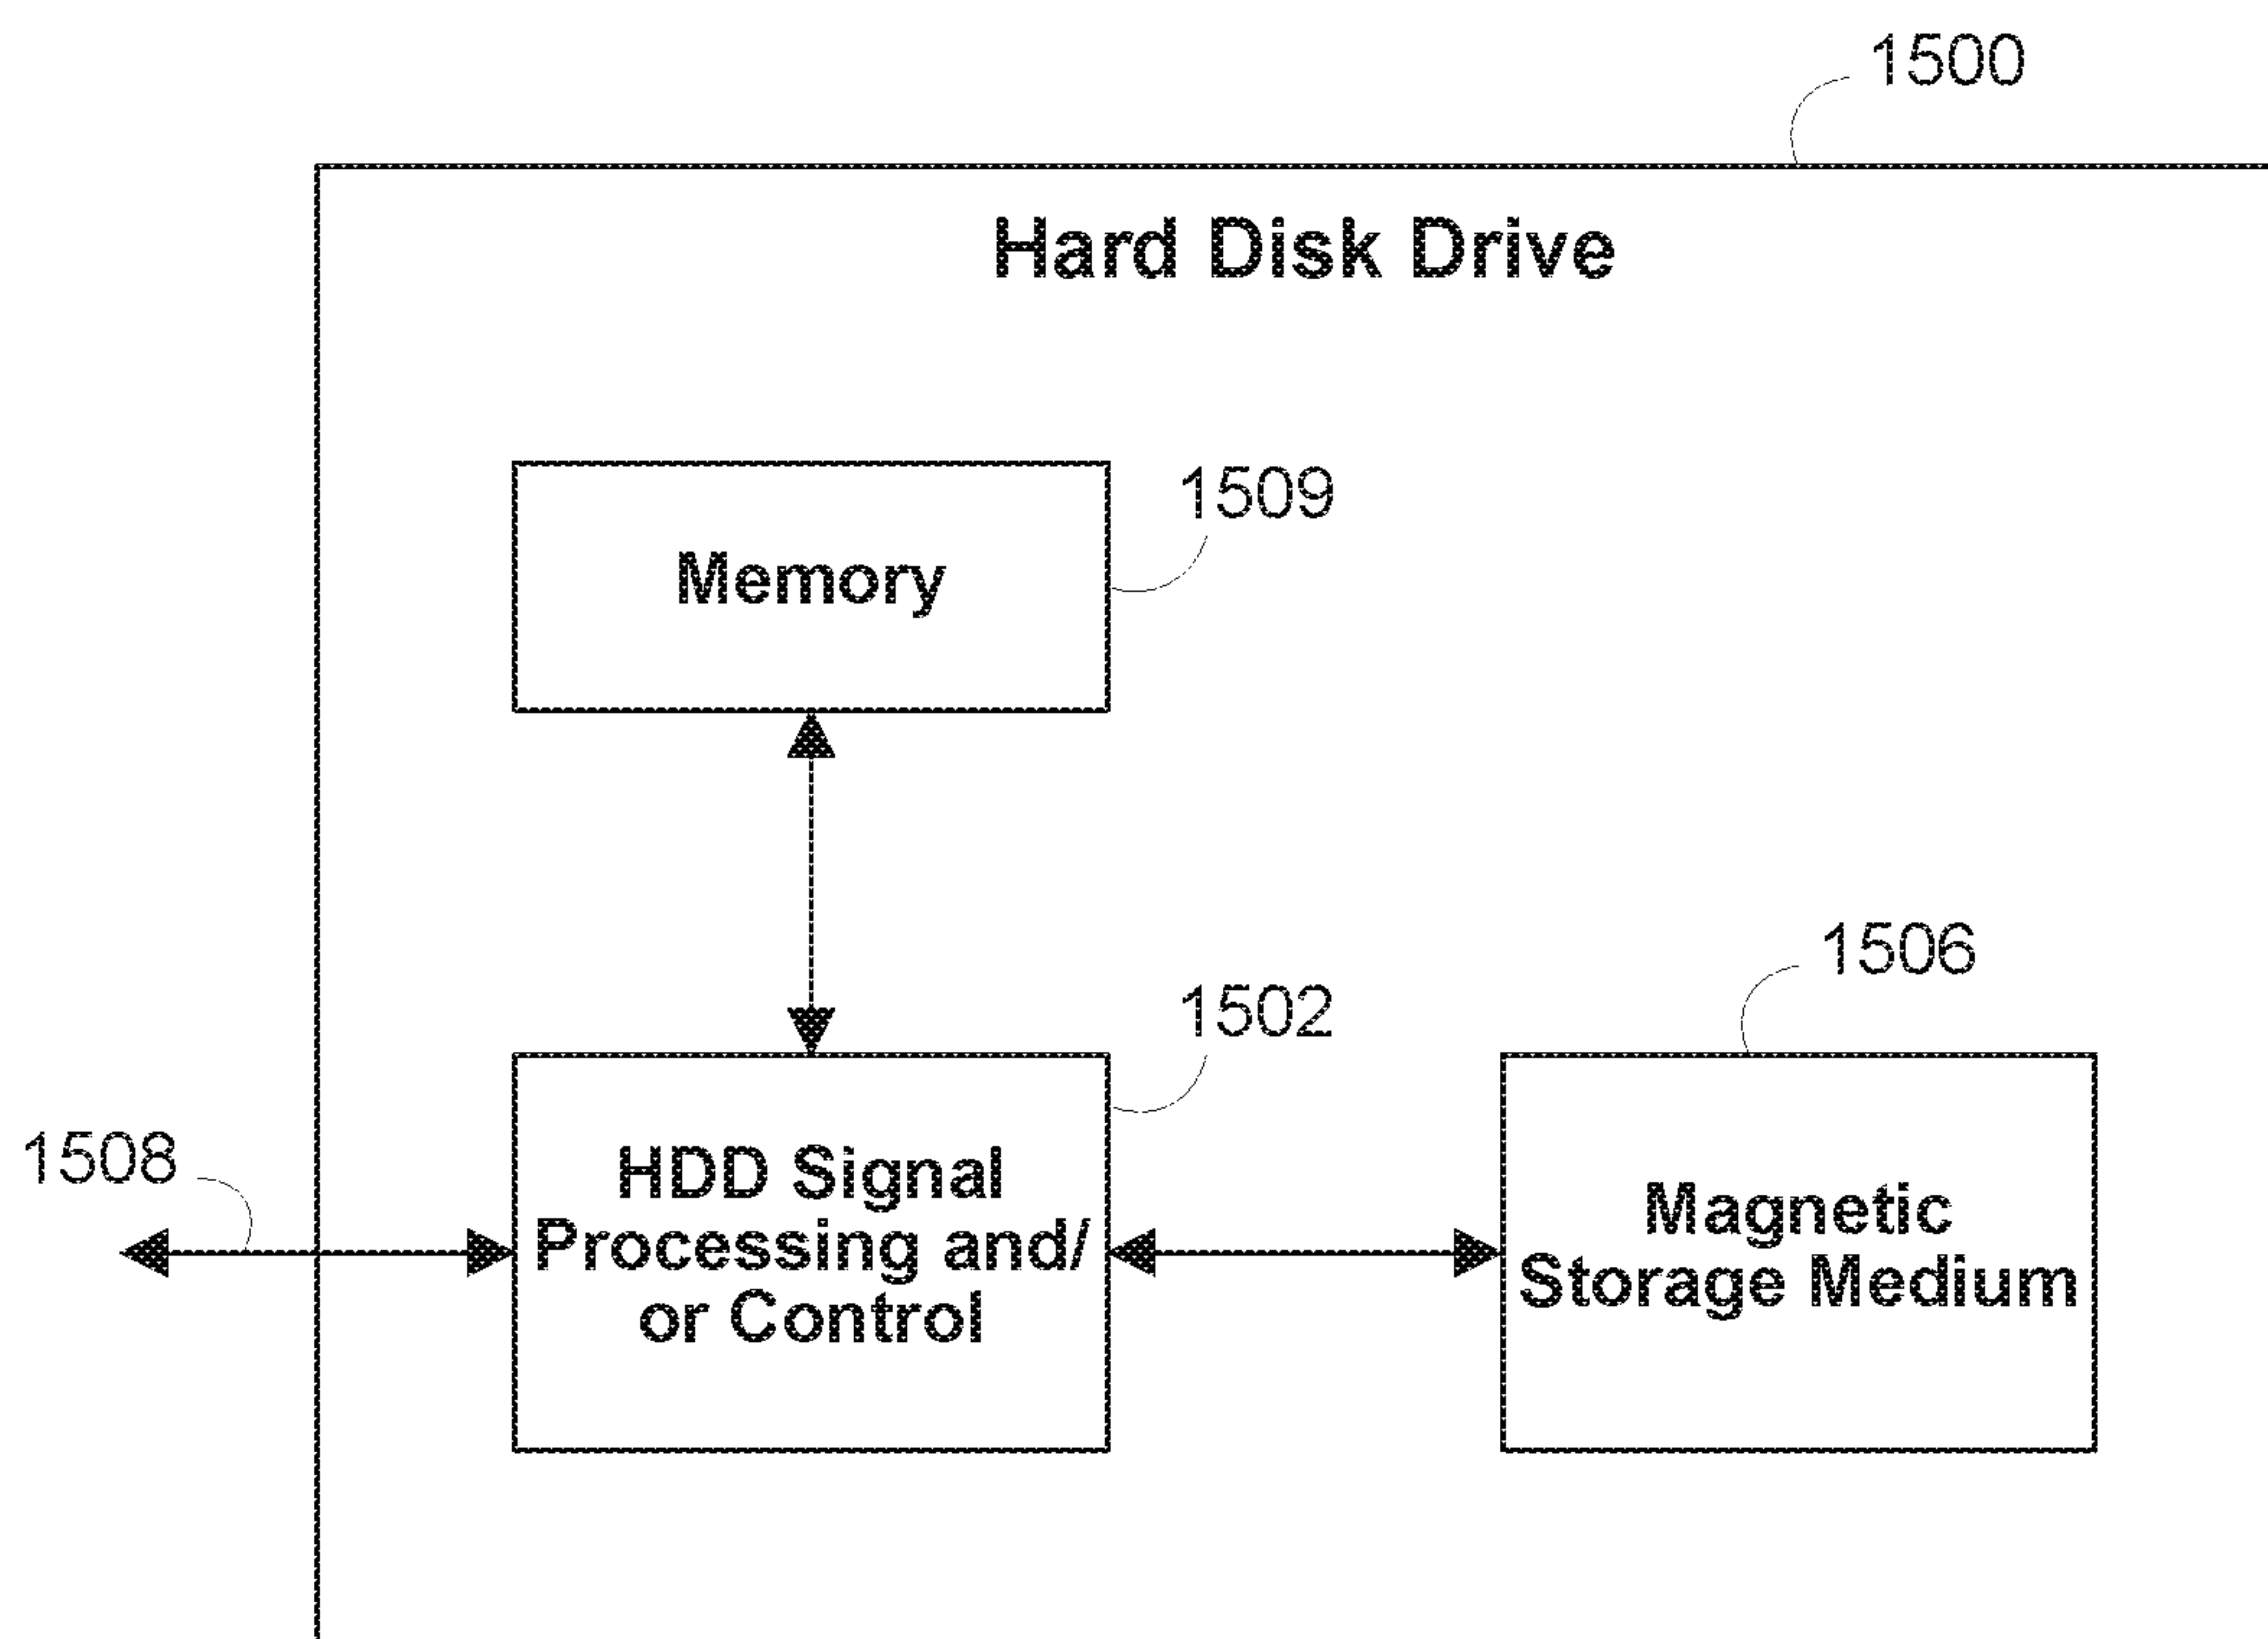 1500
Hard Disk Drive
1509
Memory
1506
1502
1508
HDD Signal
Processing and/
or Control
Magnetic
Storage Medium